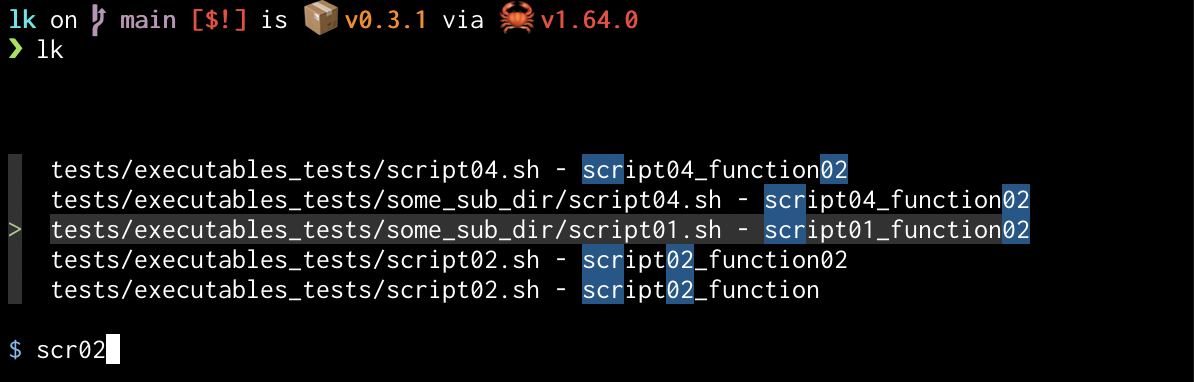 lk on main [$!] is 📦 v0.3.1 via 🦀 v1.64.0
❯ lk
tests/executables_tests/script04.sh - script04_function02
tests/executables_tests/some_sub_dir/script04.sh - script04_function02
> tests/executables_tests/some_sub_dir/script01.sh - script01_function02
tests/executables_tests/script02.sh - script02_function02
tests/executables_tests/script02.sh - script02_function
$ scr02